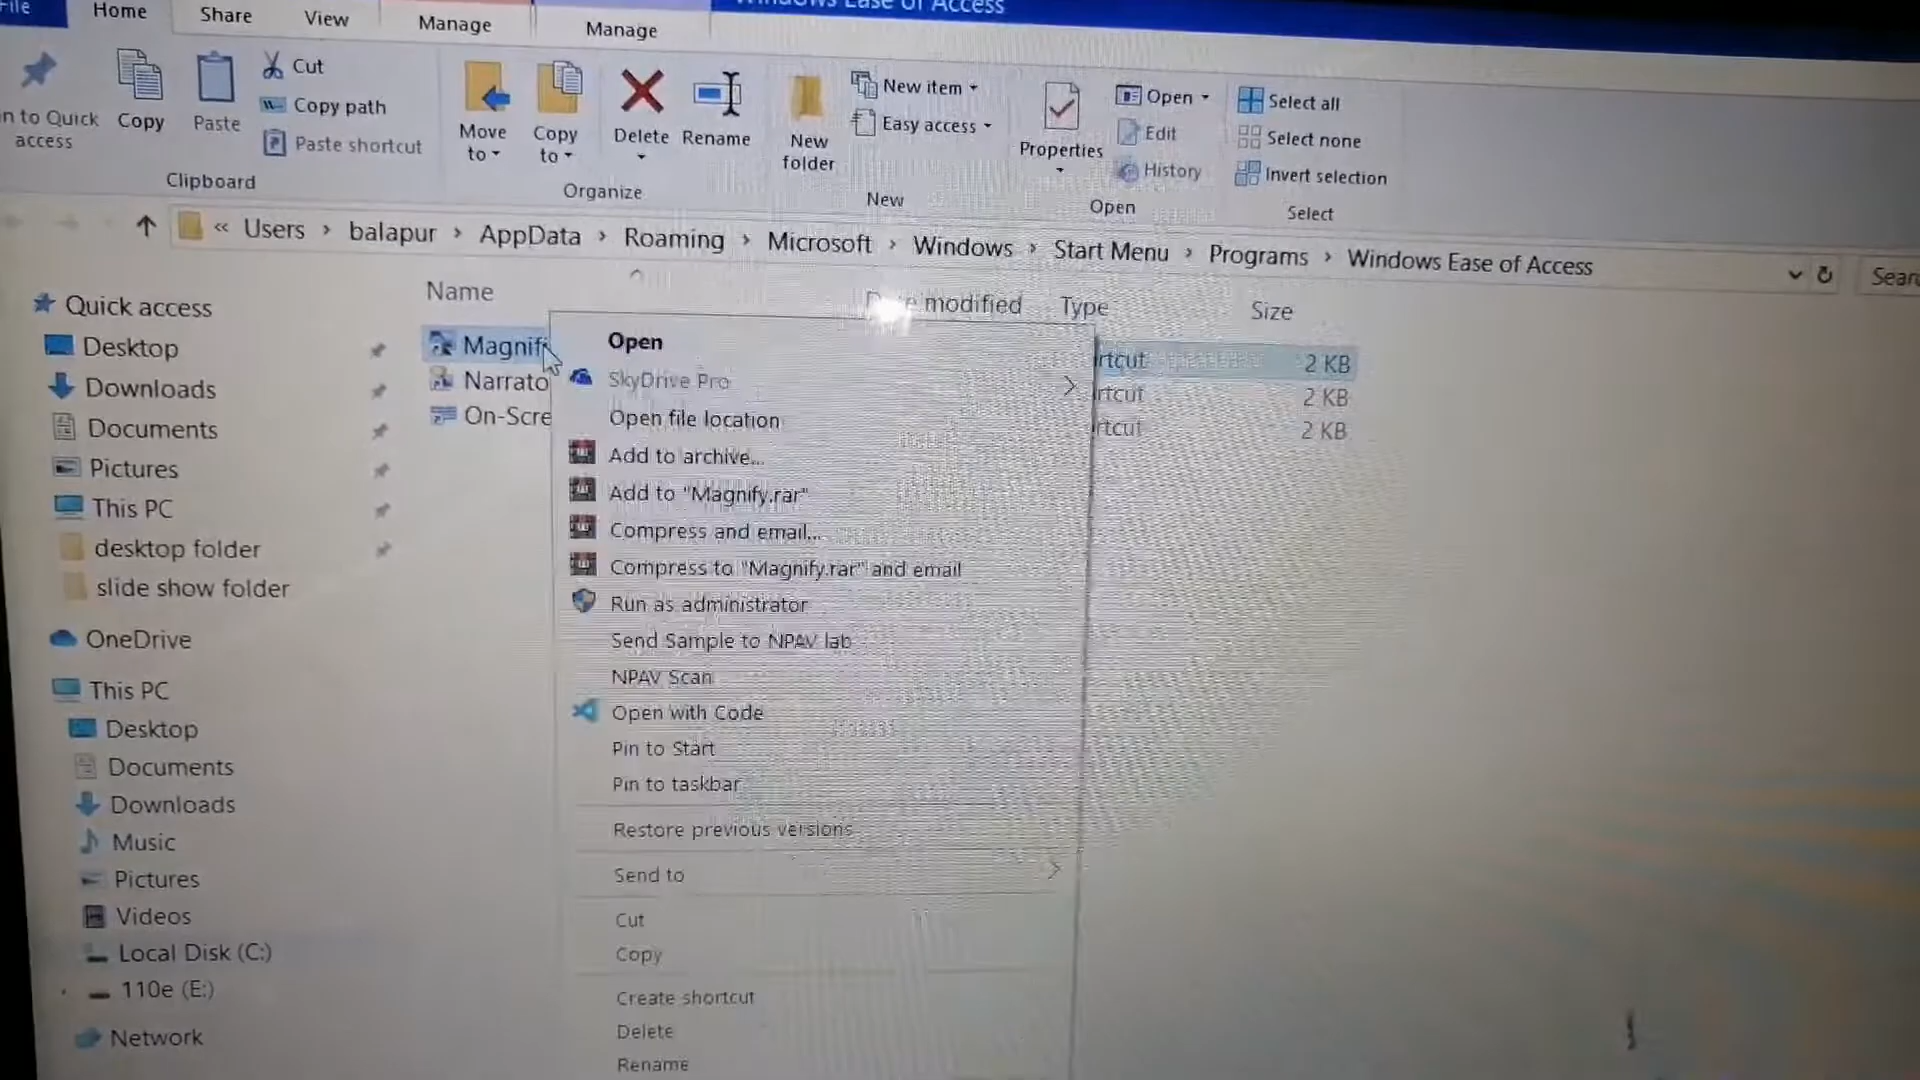 Windows Ease of Access
File
Home
Share
View
Manage
Manage
Copy
Paste
Cut
Copy path
Paste shortcut
n to Quick
access
Clipboard
Move
to
Copy
to
Delete
Rename
Organize
New
folder
New item
Easy access
New
Properties
Open
Edit
History
Open
Select all
Select none
Invert selection
Select
« Users › balapur › AppData › Roaming › Microsoft › Windows › Start Menu › Programs › Windows Ease of Access
Sear
Name
modified
Type
Size
Quick access
Desktop
Downloads
Documents
Pictures
This PC
desktop folder
slide show folder
OneDrive
This PC
Desktop
Documents
Downloads
Music
Pictures
Videos
Local Disk (C:)
110e (E:)
Network
Magnif
Narrato
On-Scre
rtcut
2 KB
rtcut
2 KB
rtcut
2 KB
Open
SkyDrive Pro
Open file location
Add to archive...
Add to "Magnify.rar"
Compress and email...
Compress to "Magnify.rar" and email
Run as administrator
Send Sample to NPAV lab
NPAV Scan
Open with Code
Pin to Start
Pin to taskbar
Restore previous versions
Send to
Cut
Copy
Create shortcut
Delete
Rename